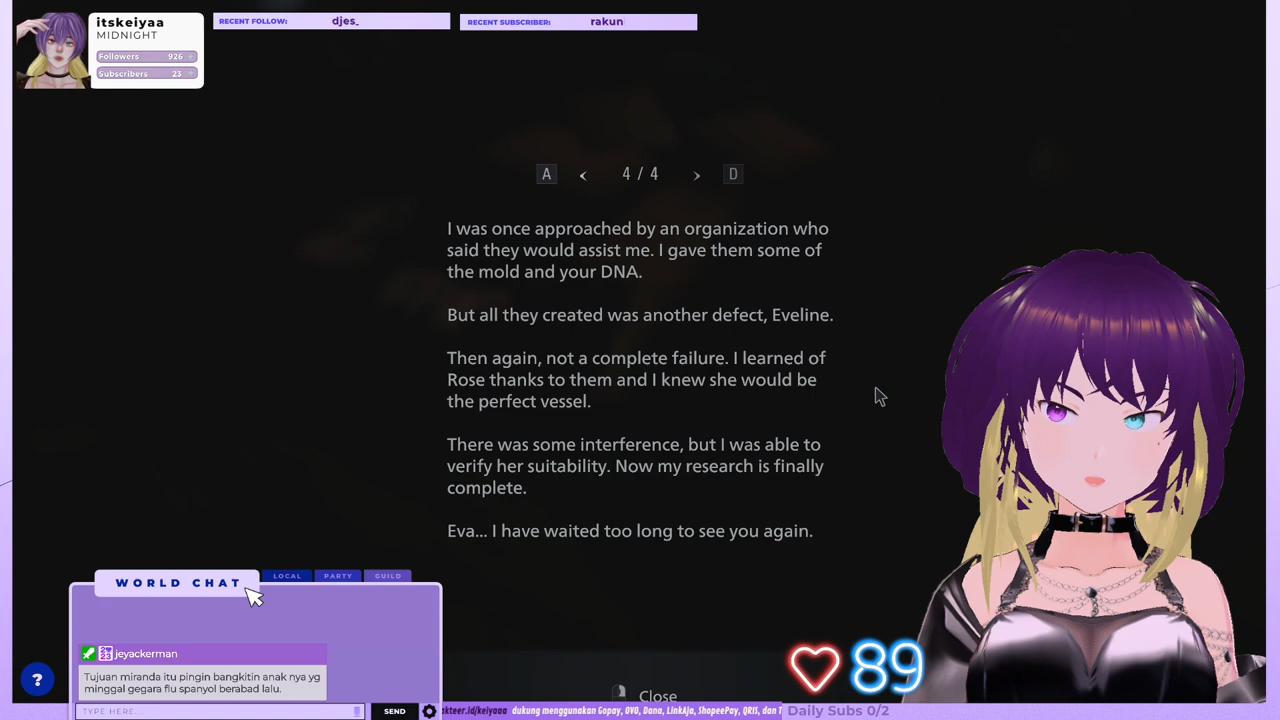 itskeiyaa
MIDNIGHT
Followers 926 +
Subscribers 23 +
RECENT FOLLOW: djes_
RECENT SUBSCRIBER: rakun
A < 4 / 4 > D
I was once approached by an organization who
said they would assist me. I gave them some of
the mold and your DNA.
But all they created was another defect, Eveline.
Then again, not a complete failure. I learned of
Rose thanks to them and I knew she would be
the perfect vessel.
There was some interference, but I was able to
verify her suitability. Now my research is finally
complete.
Eva... I have waited too long to see you again.
Close
WORLD CHAT
LOCAL
PARTY
GUILD
jeyackerman
Tujuan miranda itu pingin bangkitin anak nya yg
minggal gegara flu spanyol berabad lalu.
?
TYPE HERE...
SEND
89
akteer.id/keiyaaa dukung menggunakan Gopay, OVO, Dana, LinkAja, ShopeePay, QRIS, dan T
Daily Subs 0/2